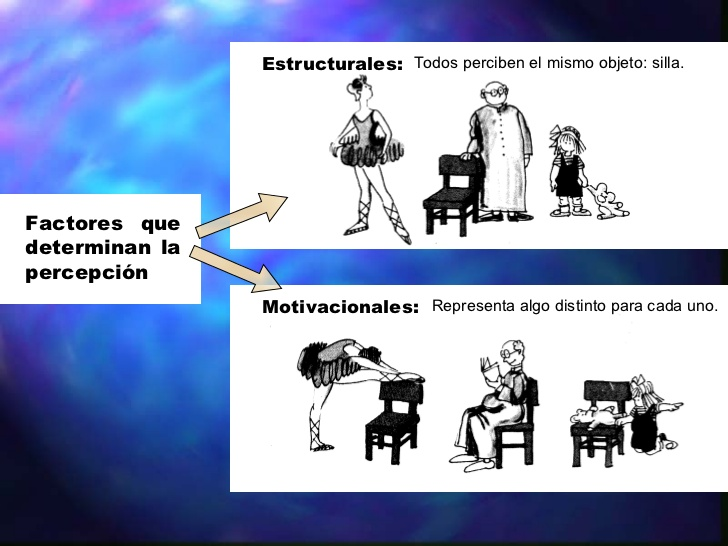 Estructurales: Todos perciben el mismo objeto: silla.
Factores que
determinan la
percepción
Motivacionales: Representa algo distinto para cada uno.